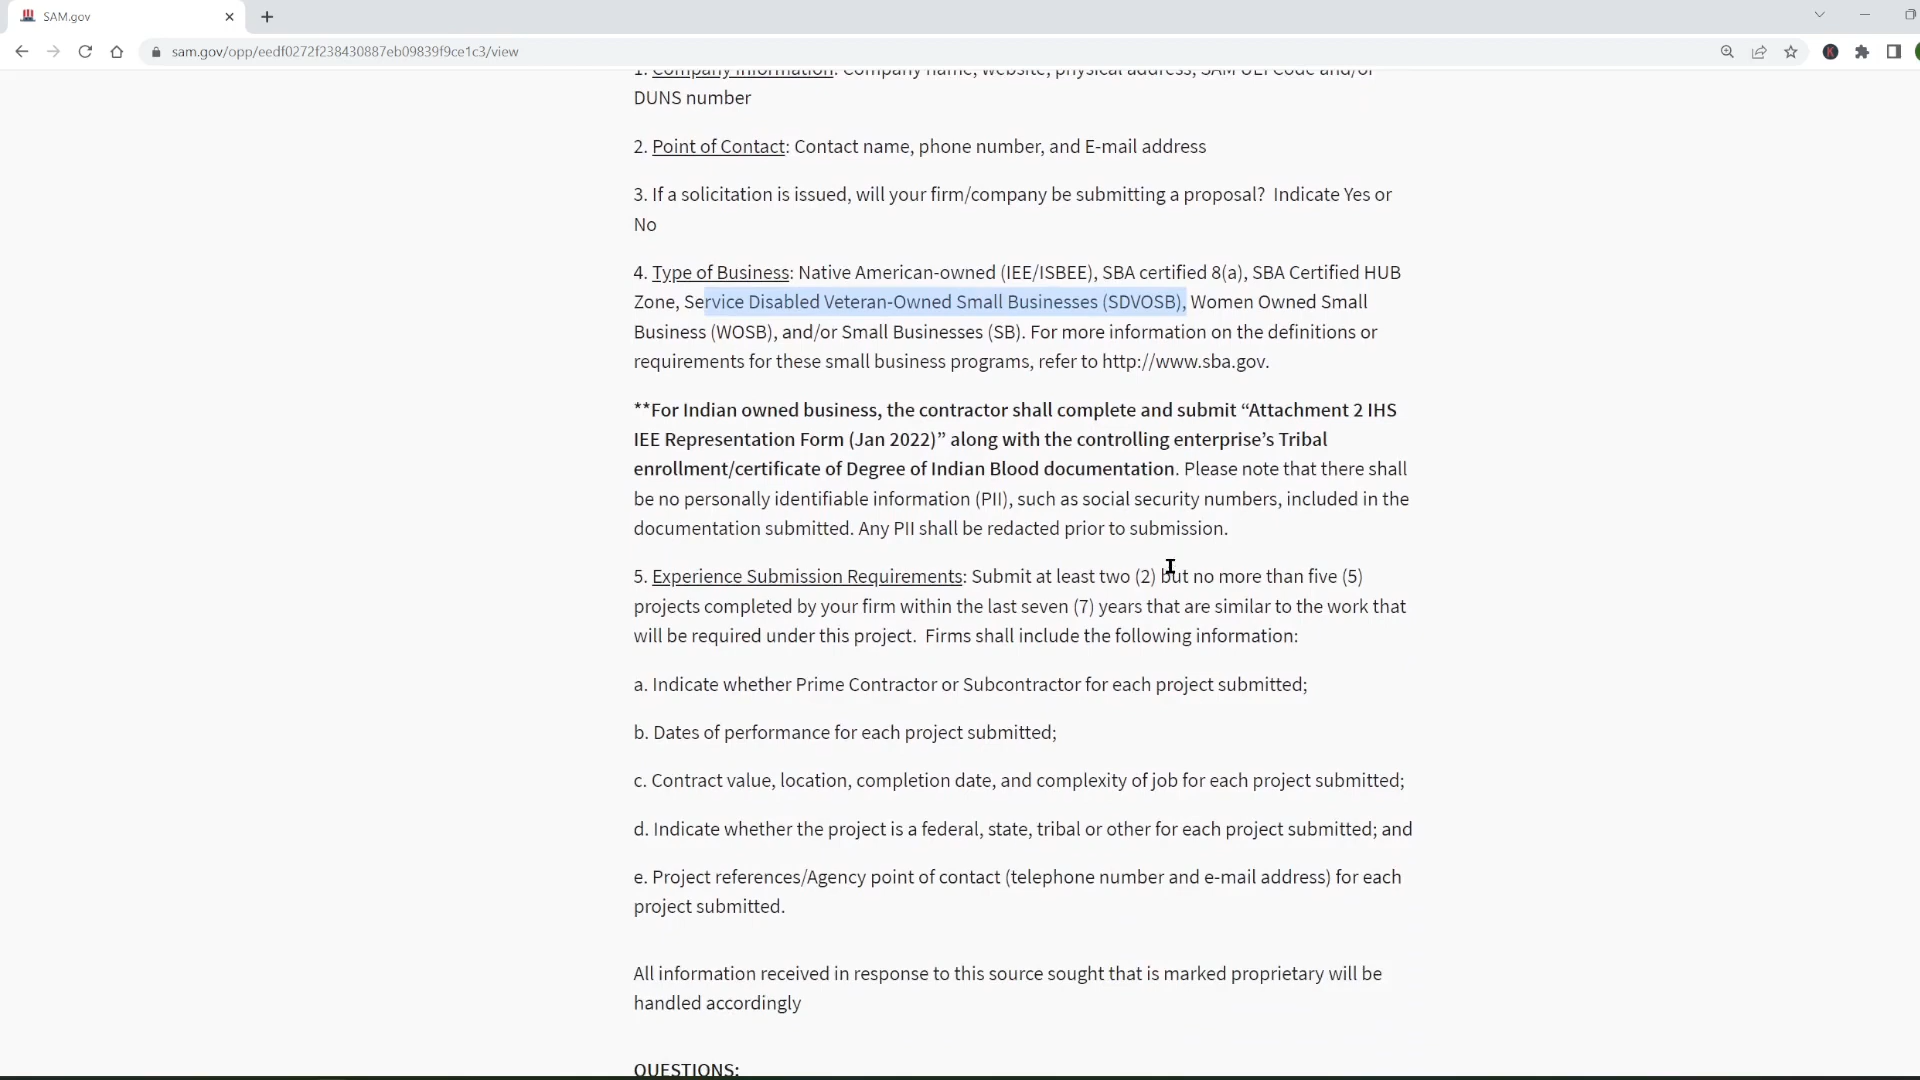 SAM.gov
sam.gov/opp/eedf0272f238430887eb09839f9ce1c3/view
1. Company Information: Company name, website, physical address, SAM UEI Code and/or
DUNS number
2. Point of Contact: Contact name, phone number, and E-mail address
3. If a solicitation is issued, will your firm/company be submitting a proposal?  Indicate Yes or
No
4. Type of Business: Native American-owned (IEE/ISBEE), SBA certified 8(a), SBA Certified HUB
Zone, Service Disabled Veteran-Owned Small Businesses (SDVOSB), Women Owned Small
Business (WOSB), and/or Small Businesses (SB). For more information on the definitions or
requirements for these small business programs, refer to http://www.sba.gov.
**For Indian owned business, the contractor shall complete and submit “Attachment 2 IHS
IEE Representation Form (Jan 2022)” along with the controlling enterprise’s Tribal
enrollment/certificate of Degree of Indian Blood documentation. Please note that there shall
be no personally identifiable information (PII), such as social security numbers, included in the
documentation submitted. Any PII shall be redacted prior to submission.
5. Experience Submission Requirements: Submit at least two (2) but no more than five (5)
projects completed by your firm within the last seven (7) years that are similar to the work that
will be required under this project.  Firms shall include the following information:
a. Indicate whether Prime Contractor or Subcontractor for each project submitted;
b. Dates of performance for each project submitted;
c. Contract value, location, completion date, and complexity of job for each project submitted;
d. Indicate whether the project is a federal, state, tribal or other for each project submitted; and
e. Project references/Agency point of contact (telephone number and e-mail address) for each
project submitted.
All information received in response to this source sought that is marked proprietary will be
handled accordingly
QUESTIONS: